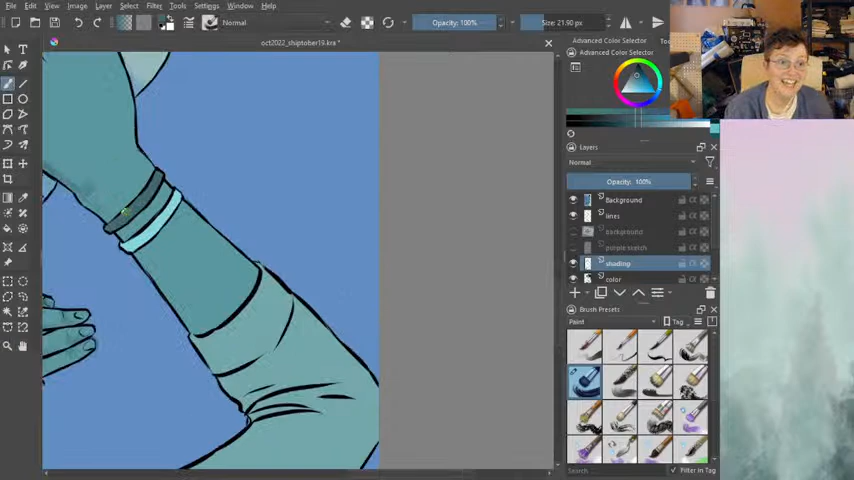 File Edit View Image Layer Select Filter Tools Settings Window Help
Normal
Opacity: 100%
Size: 21.90 px
oct2022_shiptober19.kra *
Advanced Color Selector
Advanced Color Selector
Layers
Normal
Opacity: 100%
Background
lines
background
purple sketch
shading
color
Brush Presets
Paint
Tag
Search
Filter in Tag